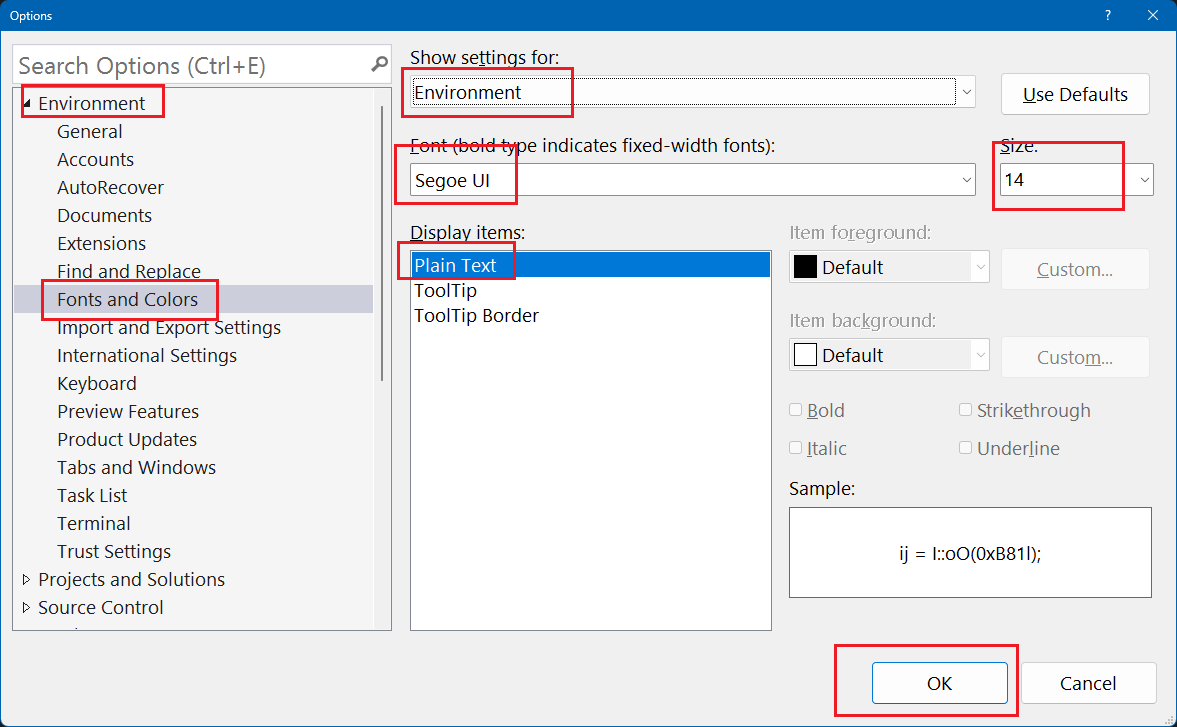 Options
?
Search Options (Ctrl+E)
Environment
General
Accounts
AutoRecover
Documents
Extensions
Find and Replace
Fonts and Colors
Import and Export Settings
International Settings
Keyboard
Preview Features
Product Updates
Tabs and Windows
Task List
Terminal
Trust Settings
Projects and Solutions
Source Control
Show settings for:
Environment
Use Defaults
Font (bold type indicates fixed-width fonts):
Size:
Segoe UI
14
Display items:
Plain Text
ToolTip
ToolTip Border
Item foreground:
Default
Custom...
Item background:
Default
Custom...
Bold
Strikethrough
Italic
Underline
Sample:
ij = I::oO(0xB81l);
OK
Cancel